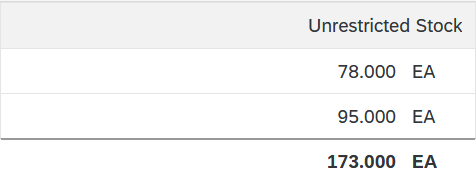 Unrestricted Stock
78.000 EA
95.000 EA
173.000 EA